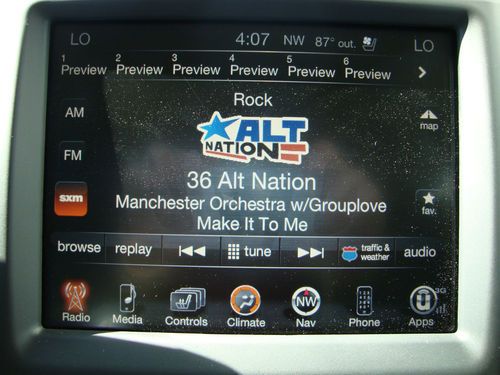 LO 4:07 NW 87° out. LO
1 Preview 2 Preview 3 Preview 4 Preview 5 Preview 6 Preview
Rock
AM
ALT NATION
map
FM
36 Alt Nation
sxm
Manchester Orchestra w/Grouplove
fav.
Make It To Me
browse replay tune traffic & weather audio
NW
U 3G
Radio Media Controls Climate Nav Phone Apps